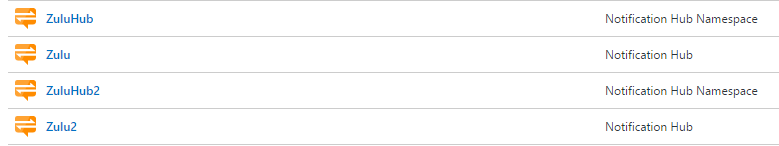 ZuluHub Notification Hub Namespace
Zulu Notification Hub
ZuluHub2 Notification Hub Namespace
Zulu2 Notification Hub